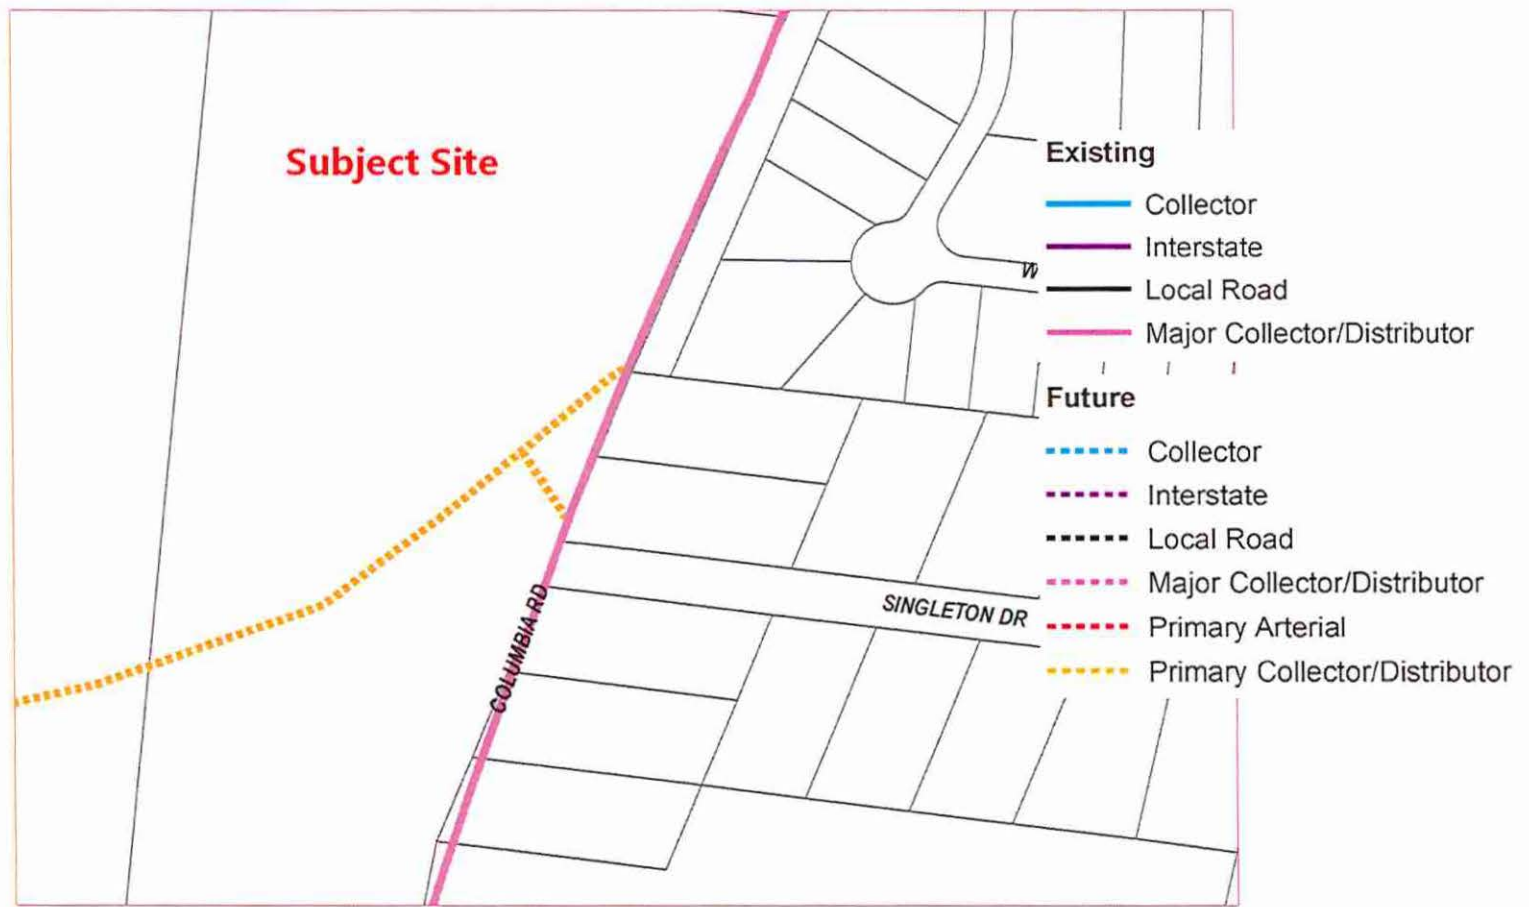 Subject Site
Existing
Collector
Interstate
W
Local Road
Major Collector/Distributor
Future
Collector
Interstate
Local Road
Major Collector/Distributor
Primary Arterial
Primary Collector/Distributor
SINGLETON DR
COLUMBIA RD